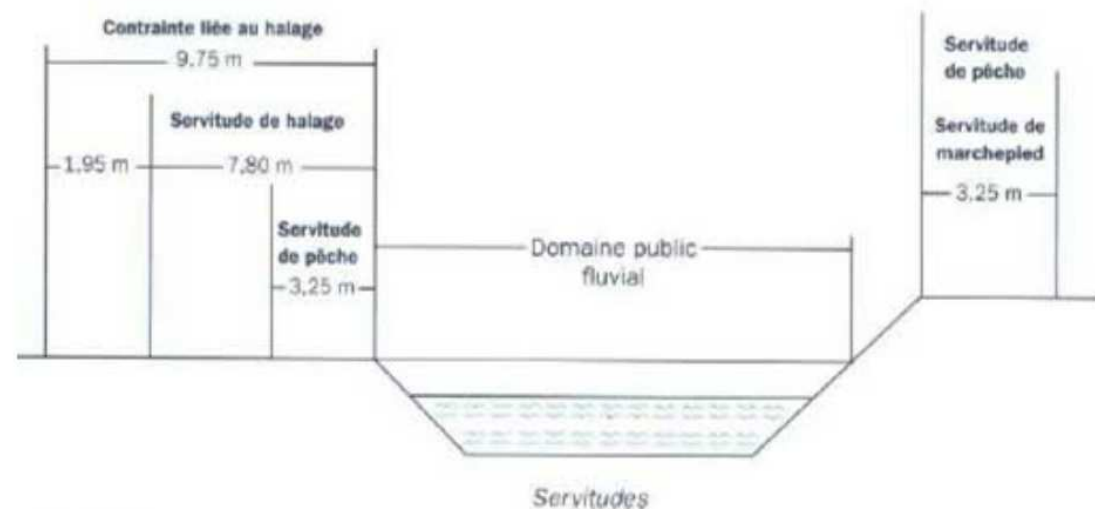 Contrainte liée au halage
9.75 m
Servitude de halage
1.95 m
7.80 m
Servitude
de pêche
3.25 m
Domaine public
fluvial
Servitude
de pêche
Servitude de
marchepied
3.25 m
Servitudes